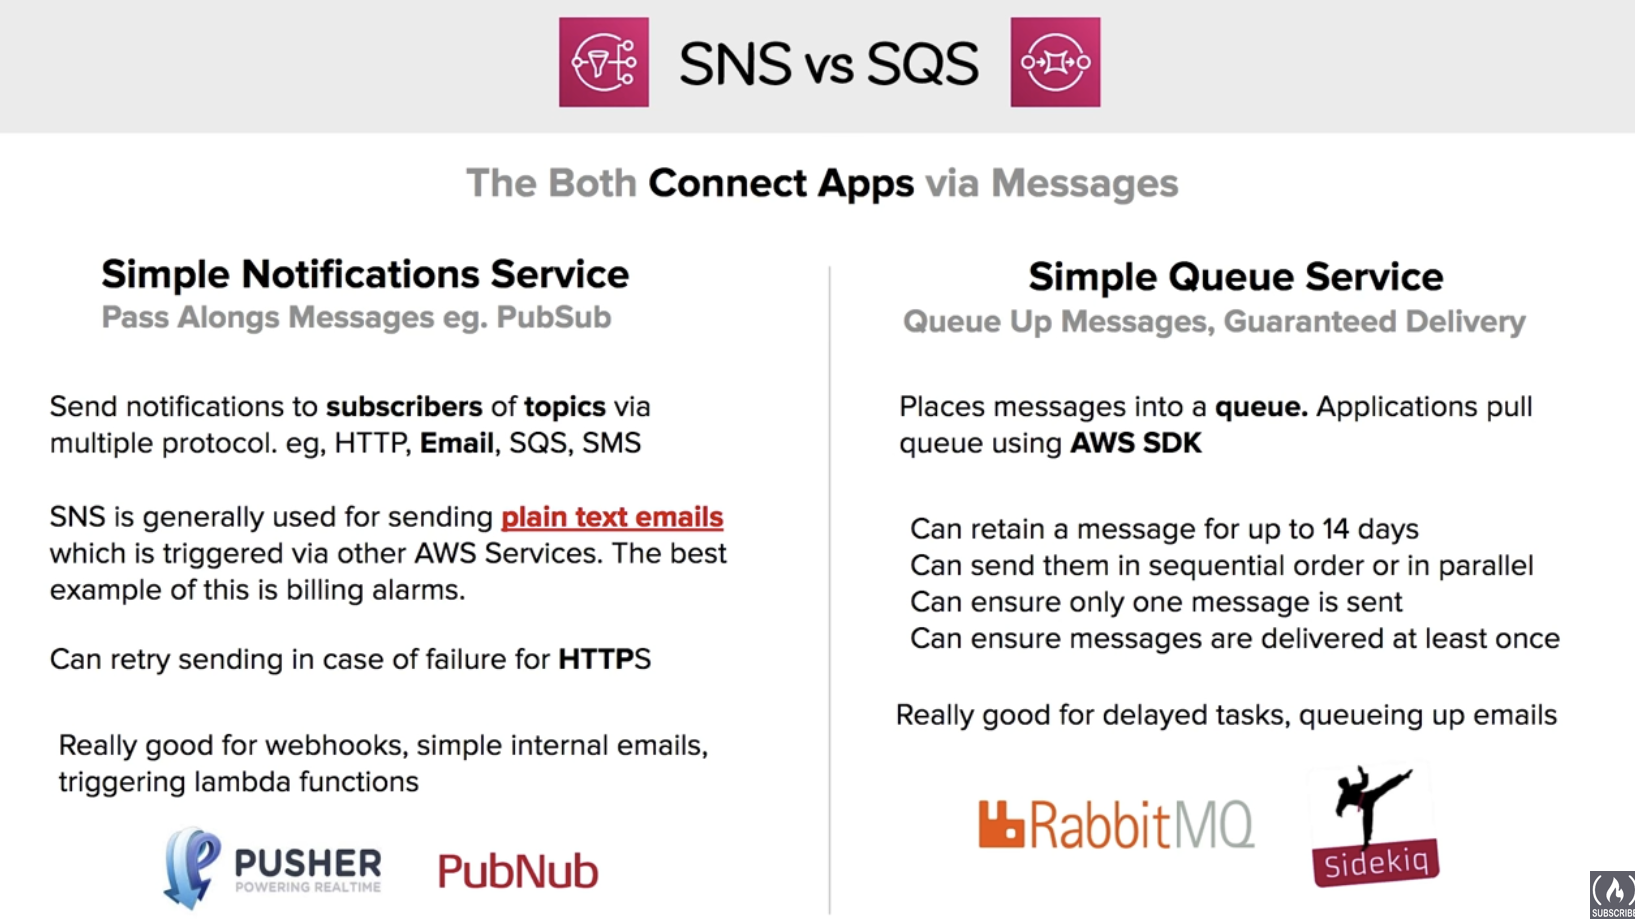 SNS vs SQS
The Both Connect Apps via Messages
Simple Notifications Service
Pass Alongs Messages eg. PubSub
Send notifications to subscribers of topics via
multiple protocol. eg, HTTP, Email, SQS, SMS
SNS is generally used for sending plain text emails
which is triggered via other AWS Services. The best
example of this is billing alarms.
Can retry sending in case of failure for HTTPS
Really good for webhooks, simple internal emails,
triggering lambda functions
PUSHER
POWERING REALTIME
PubNub
Simple Queue Service
Queue Up Messages, Guaranteed Delivery
Places messages into a queue. Applications pull
queue using AWS SDK
Can retain a message for up to 14 days
Can send them in sequential order or in parallel
Can ensure only one message is sent
Can ensure messages are delivered at least once
Really good for delayed tasks, queueing up emails
RabbitMQ
Sidekiq
SUBSCRIBE